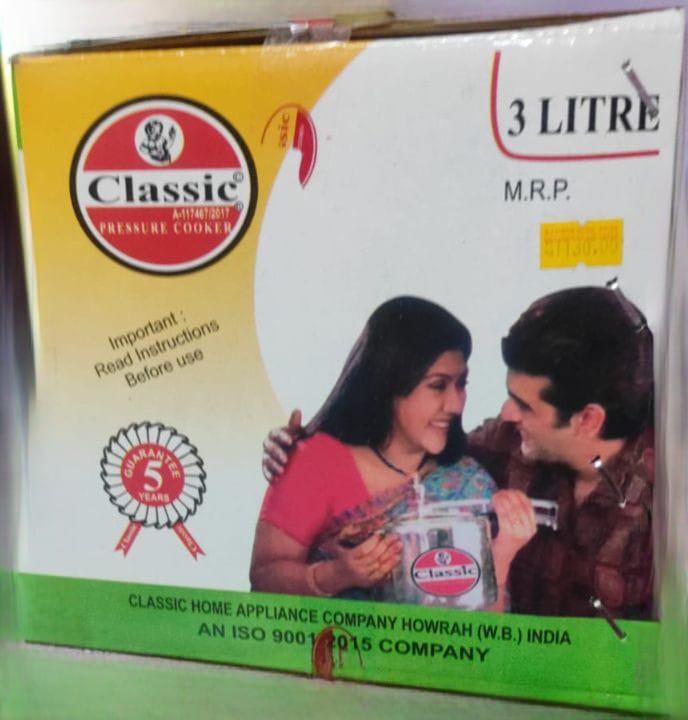 Classic©
©
A-117467/2017
PRESSURE COOKER
3 LITRE
M.R.P.
Important :
Read Instructions
Before use
GUARANTEE
5
YEARS
Classic
CLASSIC HOME APPLIANCE COMPANY HOWRAH (W.B.) INDIA
AN ISO 9001 2015 COMPANY